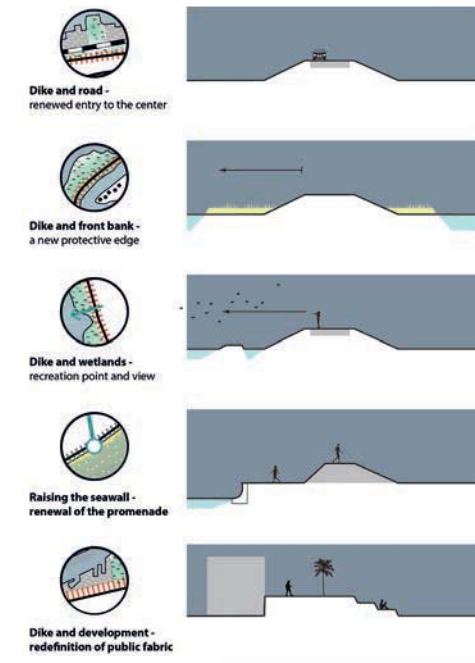 Dike and road -
renewed entry to the center
Dike and front bank -
a new protective edge
Dike and wetlands -
recreation point and view
Raising the seawall -
renewal of the promenade
Dike and development -
redefinition of public fabric